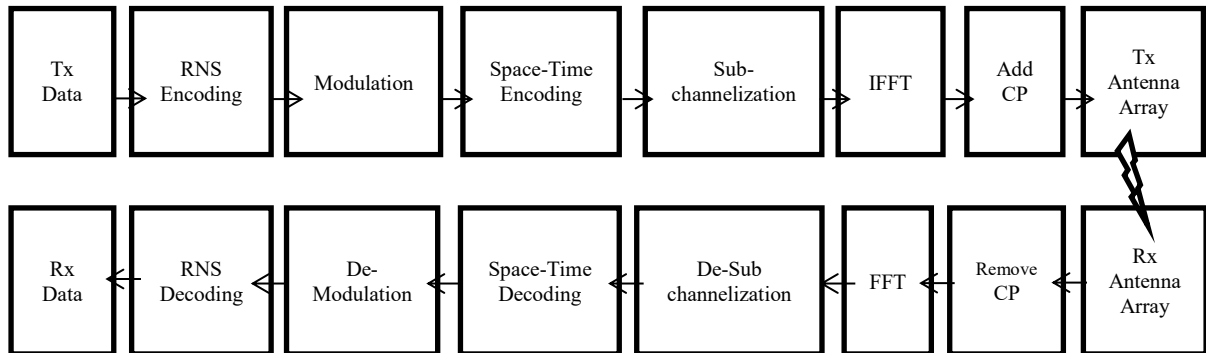 Tx
Data
RNS
Encoding
Modulation
Space-Time
Encoding
Sub-
channelization
IFFT
Add
CP
Tx
Antenna
Array
Rx
Data
RNS
Decoding
De-
Modulation
Space-Time
Decoding
De-Sub
channelization
FFT
Remove
CP
Rx
Antenna
Array